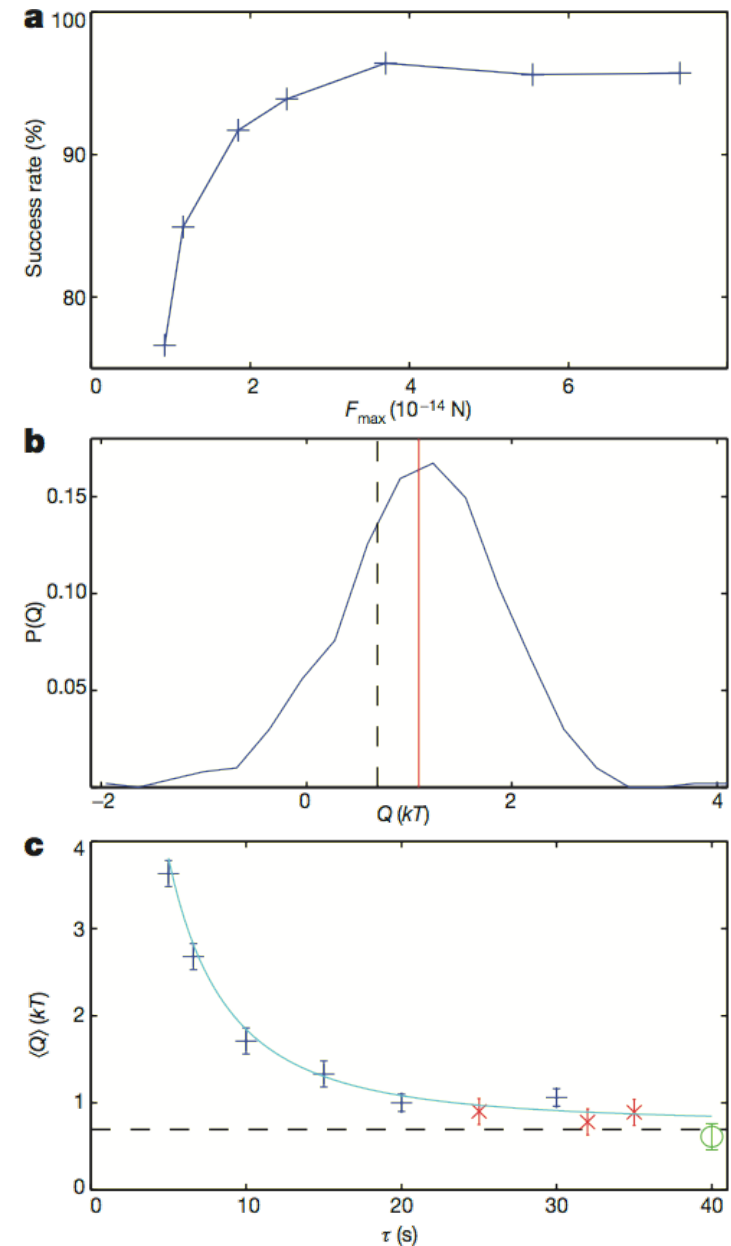 a
100
90
80
Success rate (%)
0 2 4 6
Fmax (10−14 N)
b
0.15
0.10
0.05
P(Q)
−2 0 2 4
Q (kT)
c
4
3
2
1
0
⟨Q⟩ (kT)
0 10 20 30 40
τ (s)